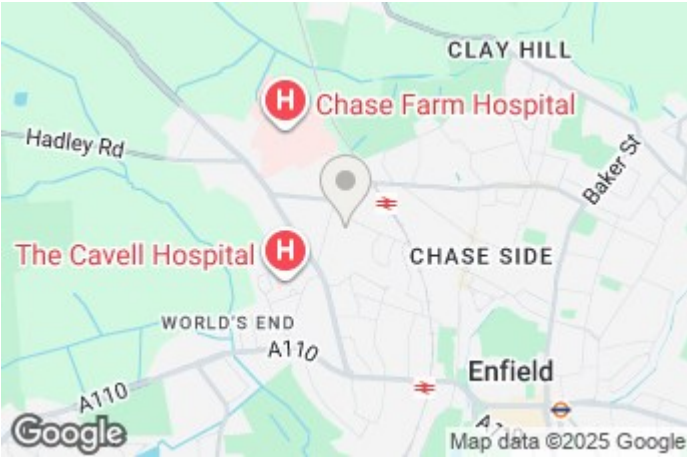 CLAY HILL
H
Chase Farm Hospital
Hadley Rd
Baker St
The Cavell Hospital
H
CHASE SIDE
WORLD'S END
A110
Enfield
A110
A110
Google
Map data ©2025 Google